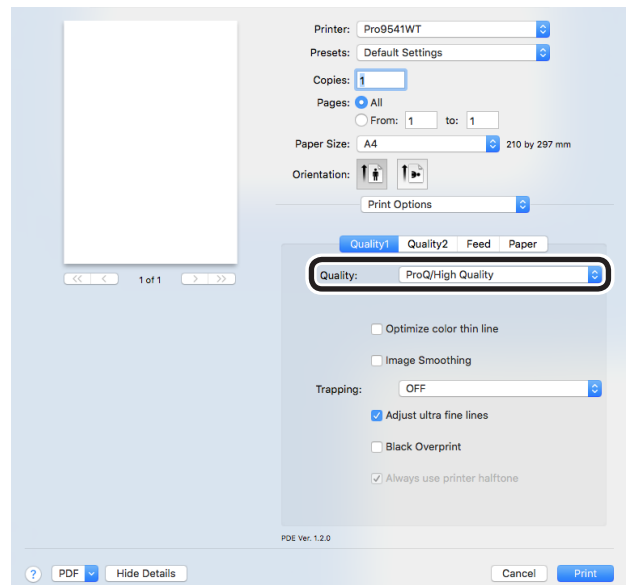 Printer: Pro9541WT
Presets: Default Settings
Copies: 1
Pages: All
From: 1 to: 1
Paper Size: A4 210 by 297 mm
Orientation:
Print Options
Quality1 Quality2 Feed Paper
<< < 1 of 1 > >>
Quality: ProQ/High Quality
Optimize color thin line
Image Smoothing
Trapping: OFF
Adjust ultra fine lines
Black Overprint
Always use printer halftone
PDE Ver. 1.2.0
? PDF Hide Details Cancel Print